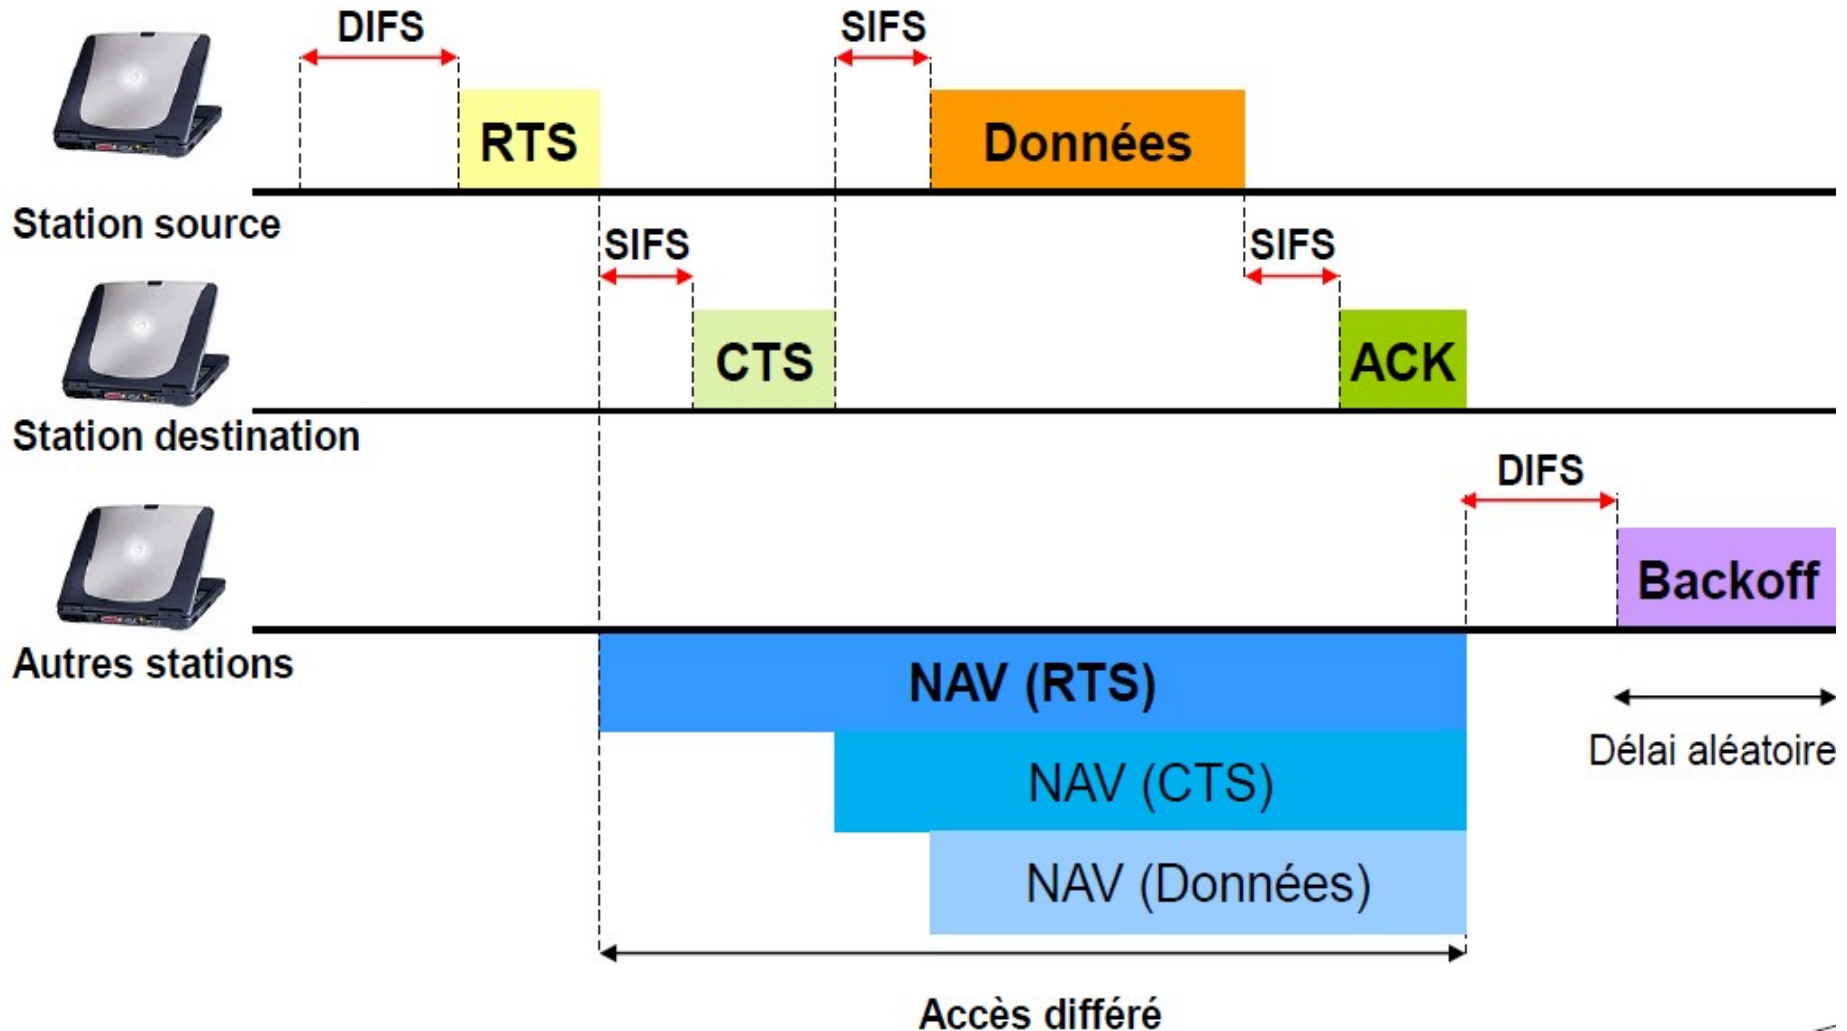 DIFS
SIFS
RTS
Données
Station source
SIFS
SIFS
CTS
ACK
Station destination
DIFS
Backoff
Autres stations
NAV (RTS)
Délai aléatoire
NAV (CTS)
NAV (Données)
Accès différé